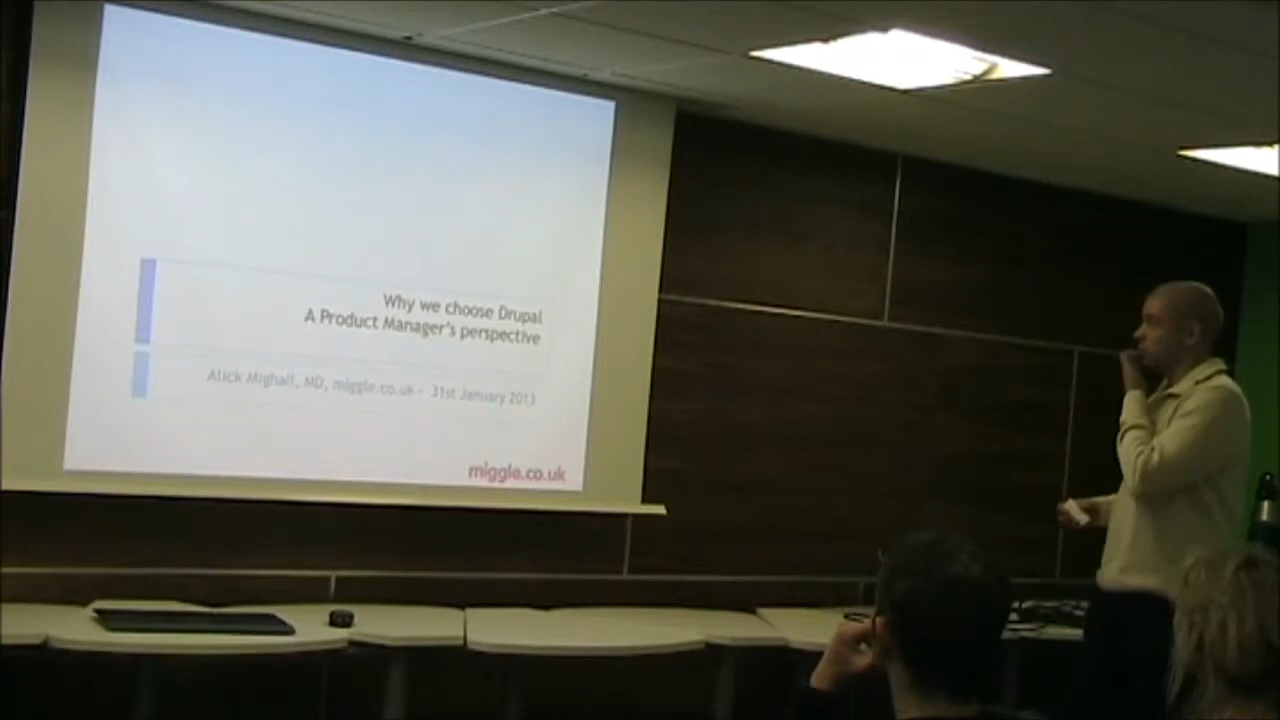 Why we choose Drupal
A Product Manager's perspective
Alick Mighall, MD, miggle.co.uk - 31st January 2013
miggle.co.uk